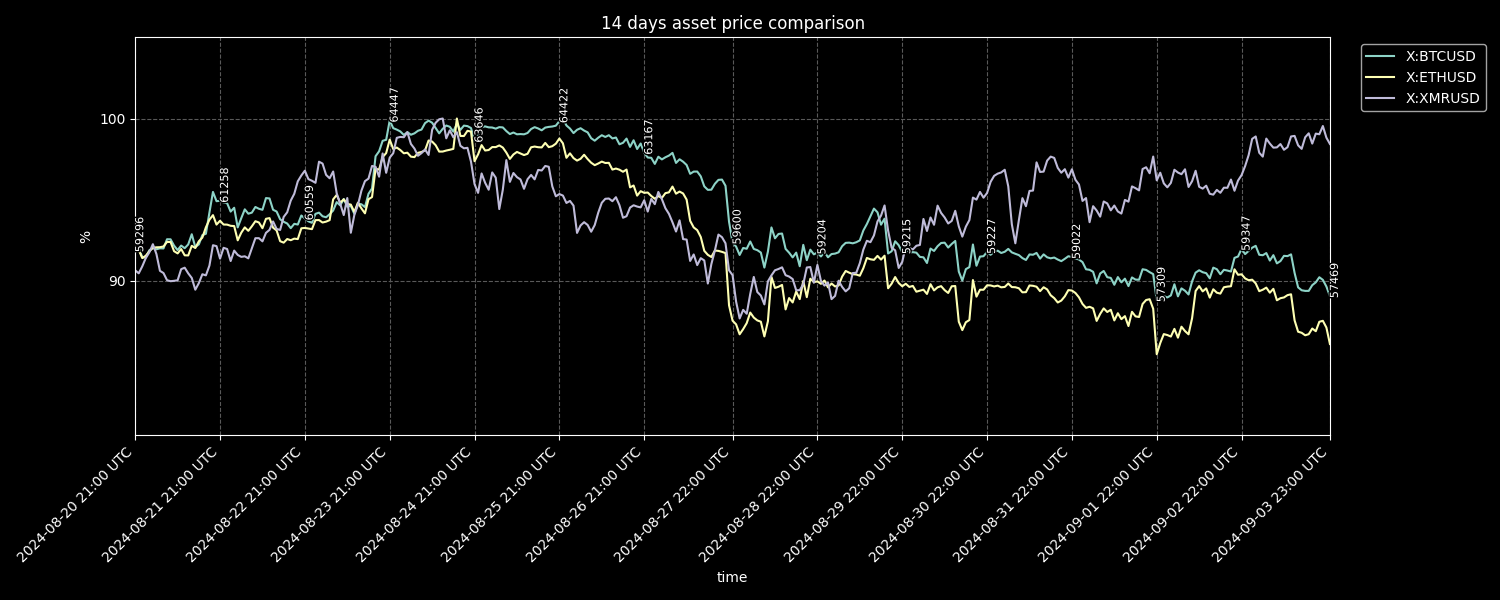 14 days asset price comparison
X:BTCUSD
X:ETHUSD
X:XMRUSD
100
90
%
59296
61258
60559
64447
63646
64422
63167
59600
59204
59215
59227
59022
57309
59347
57469
2024-08-20 21:00 UTC
2024-08-21 21:00 UTC
2024-08-22 21:00 UTC
2024-08-23 21:00 UTC
2024-08-24 21:00 UTC
2024-08-25 21:00 UTC
2024-08-26 21:00 UTC
2024-08-27 22:00 UTC
2024-08-28 22:00 UTC
2024-08-29 22:00 UTC
2024-08-30 22:00 UTC
2024-08-31 22:00 UTC
2024-09-01 22:00 UTC
2024-09-02 22:00 UTC
2024-09-03 23:00 UTC
time